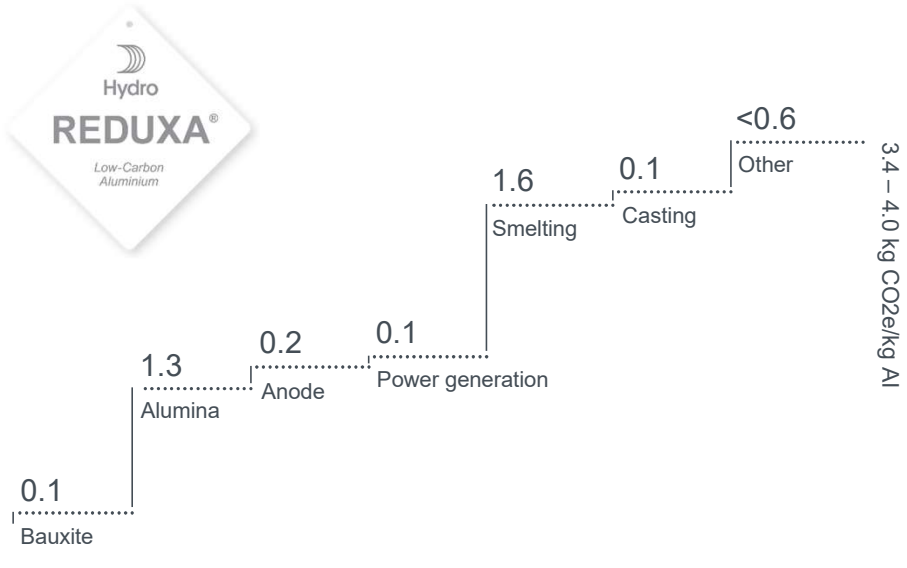 Hydro
REDUXA®
Low-Carbon
Aluminium
0.1
Bauxite
1.3
Alumina
0.2
Anode
0.1
Power generation
1.6
Smelting
0.1
Casting
<0.6
Other
3.4 – 4.0 kg CO2e/kg Al